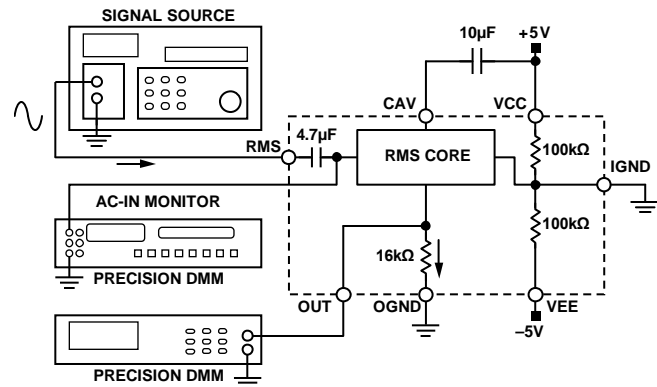 SIGNAL SOURCE
10µF
+5V
CAV
VCC
4.7µF
RMS
RMS CORE
100kΩ
IGND
AC-IN MONITOR
100kΩ
16kΩ
PRECISION DMM
OUT
OGND
VEE
–5V
PRECISION DMM